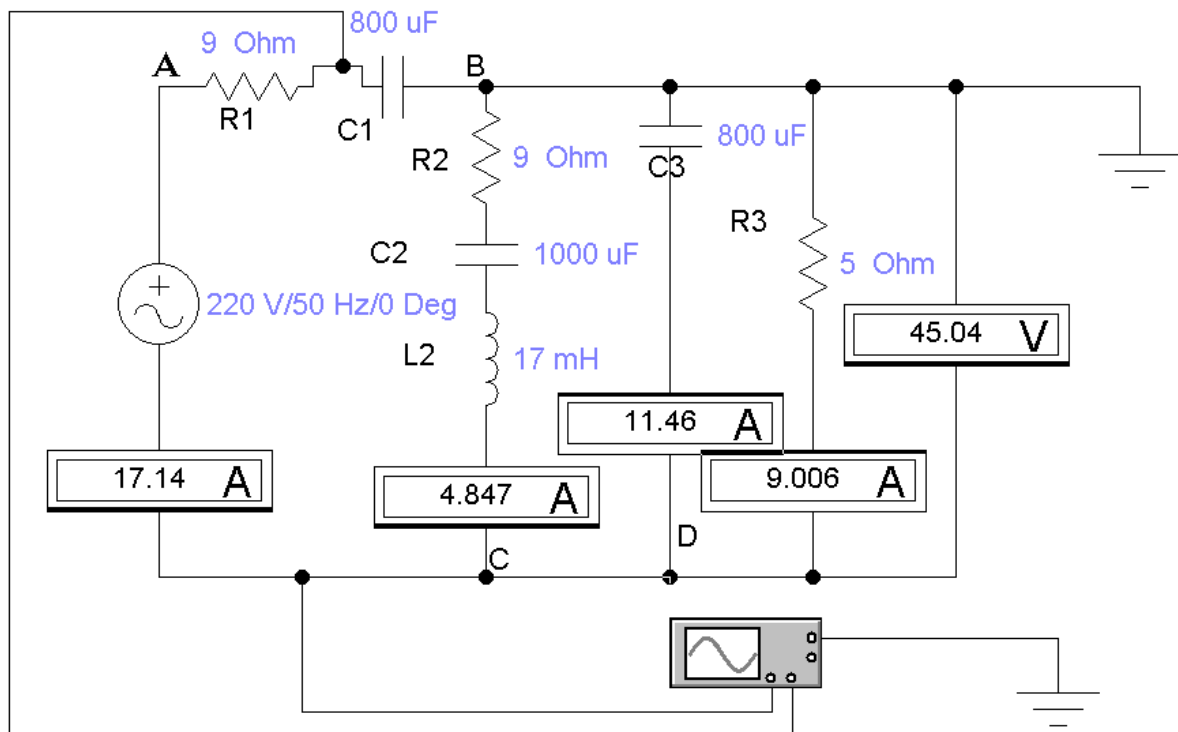 800 uF
9 Ohm
A
B
R1
C1
R2
9 Ohm
800 uF
C3
C2
1000 uF
R3
5 Ohm
220 V/50 Hz/0 Deg
L2
17 mH
45.04 V
11.46 A
17.14 A
4.847 A
9.006 A
D
C